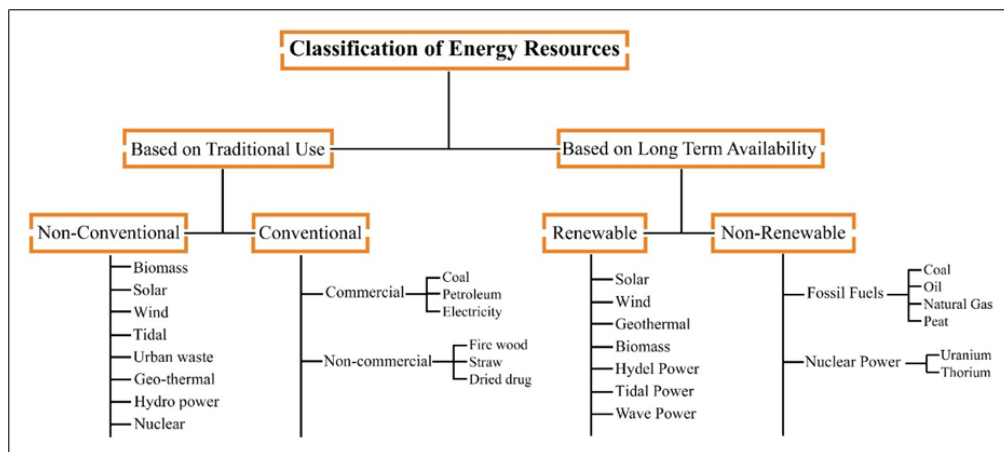 Classification of Energy Resources
Based on Traditional Use
Based on Long Term Availability
Non-Conventional
Conventional
Renewable
Non-Renewable
Biomass
Solar
Wind
Tidal
Urban waste
Geo-thermal
Hydro power
Nuclear
Commercial
Coal
Petroleum
Electricity
Non-commercial
Fire wood
Straw
Dried drug
Solar
Wind
Geothermal
Biomass
Hydel Power
Tidal Power
Wave Power
Fossil Fuels
Coal
Oil
Natural Gas
Peat
Nuclear Power
Uranium
Thorium